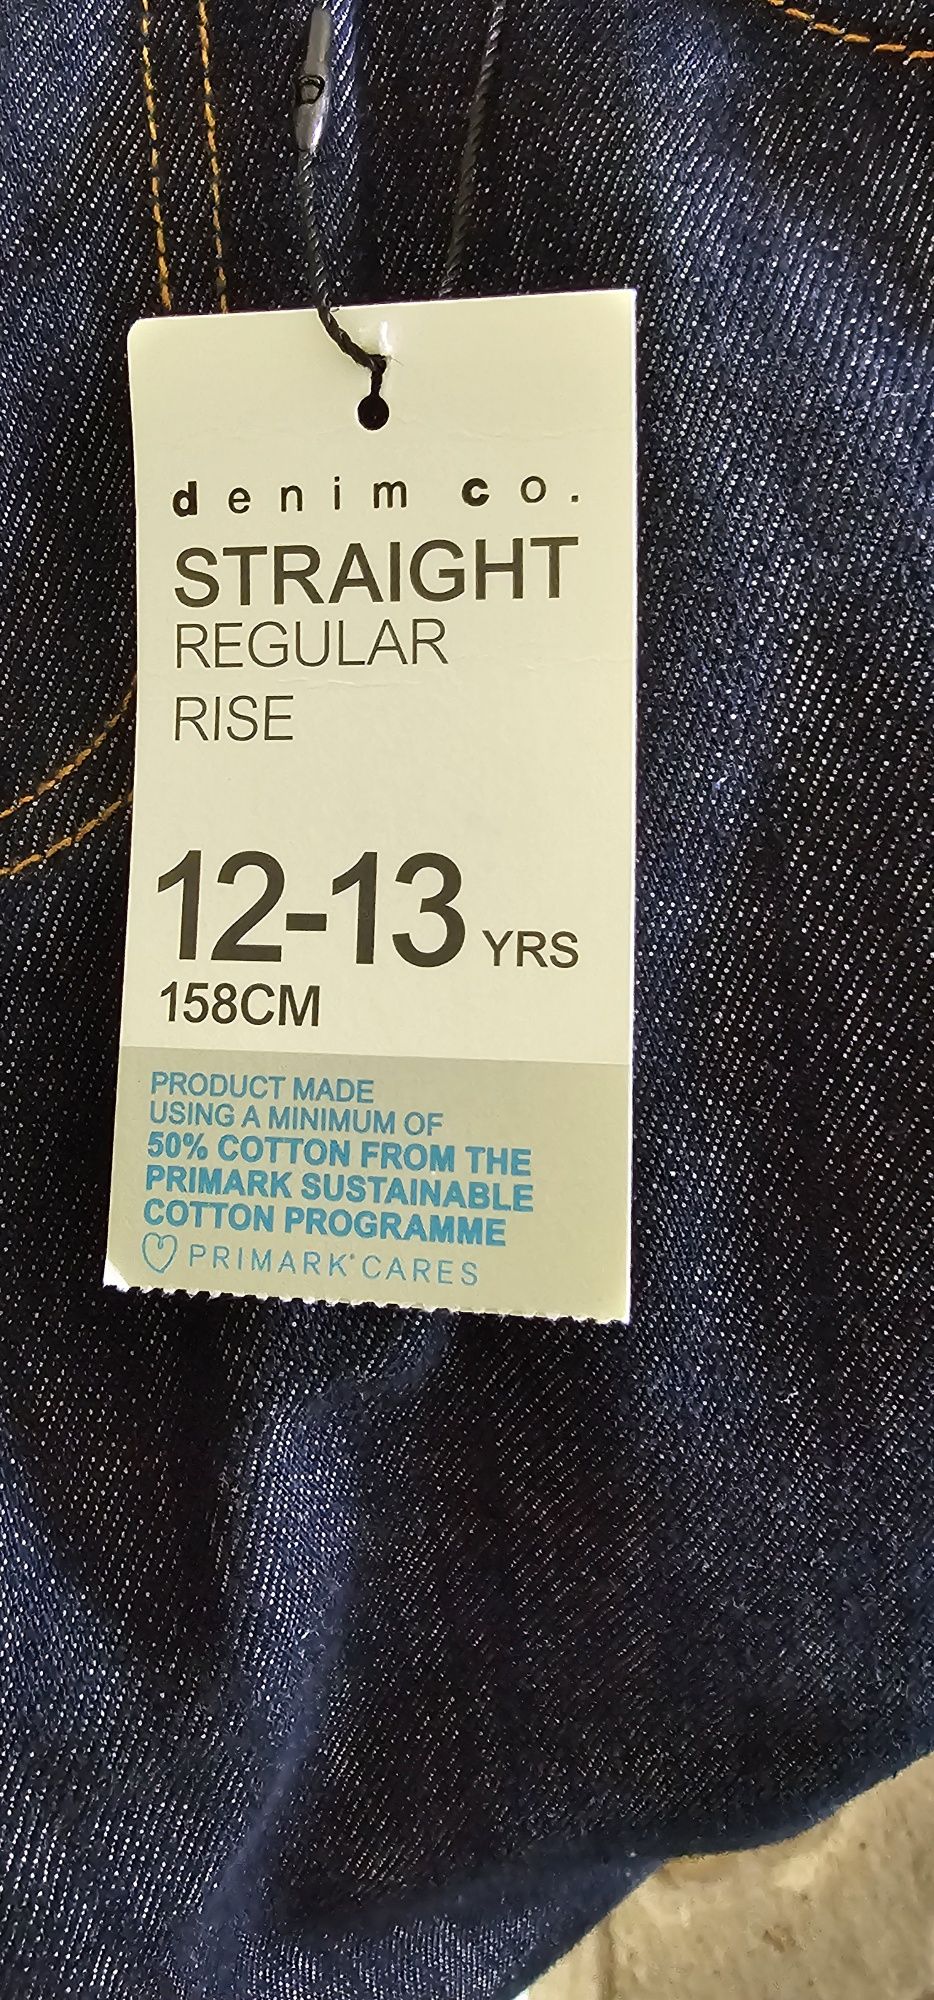 denim co.
STRAIGHT
REGULAR
RISE
12-13 YRS
158CM
PRODUCT MADE
USING A MINIMUM OF
50% COTTON FROM THE
PRIMARK SUSTAINABLE
COTTON PROGRAMME
PRIMARK® CARES